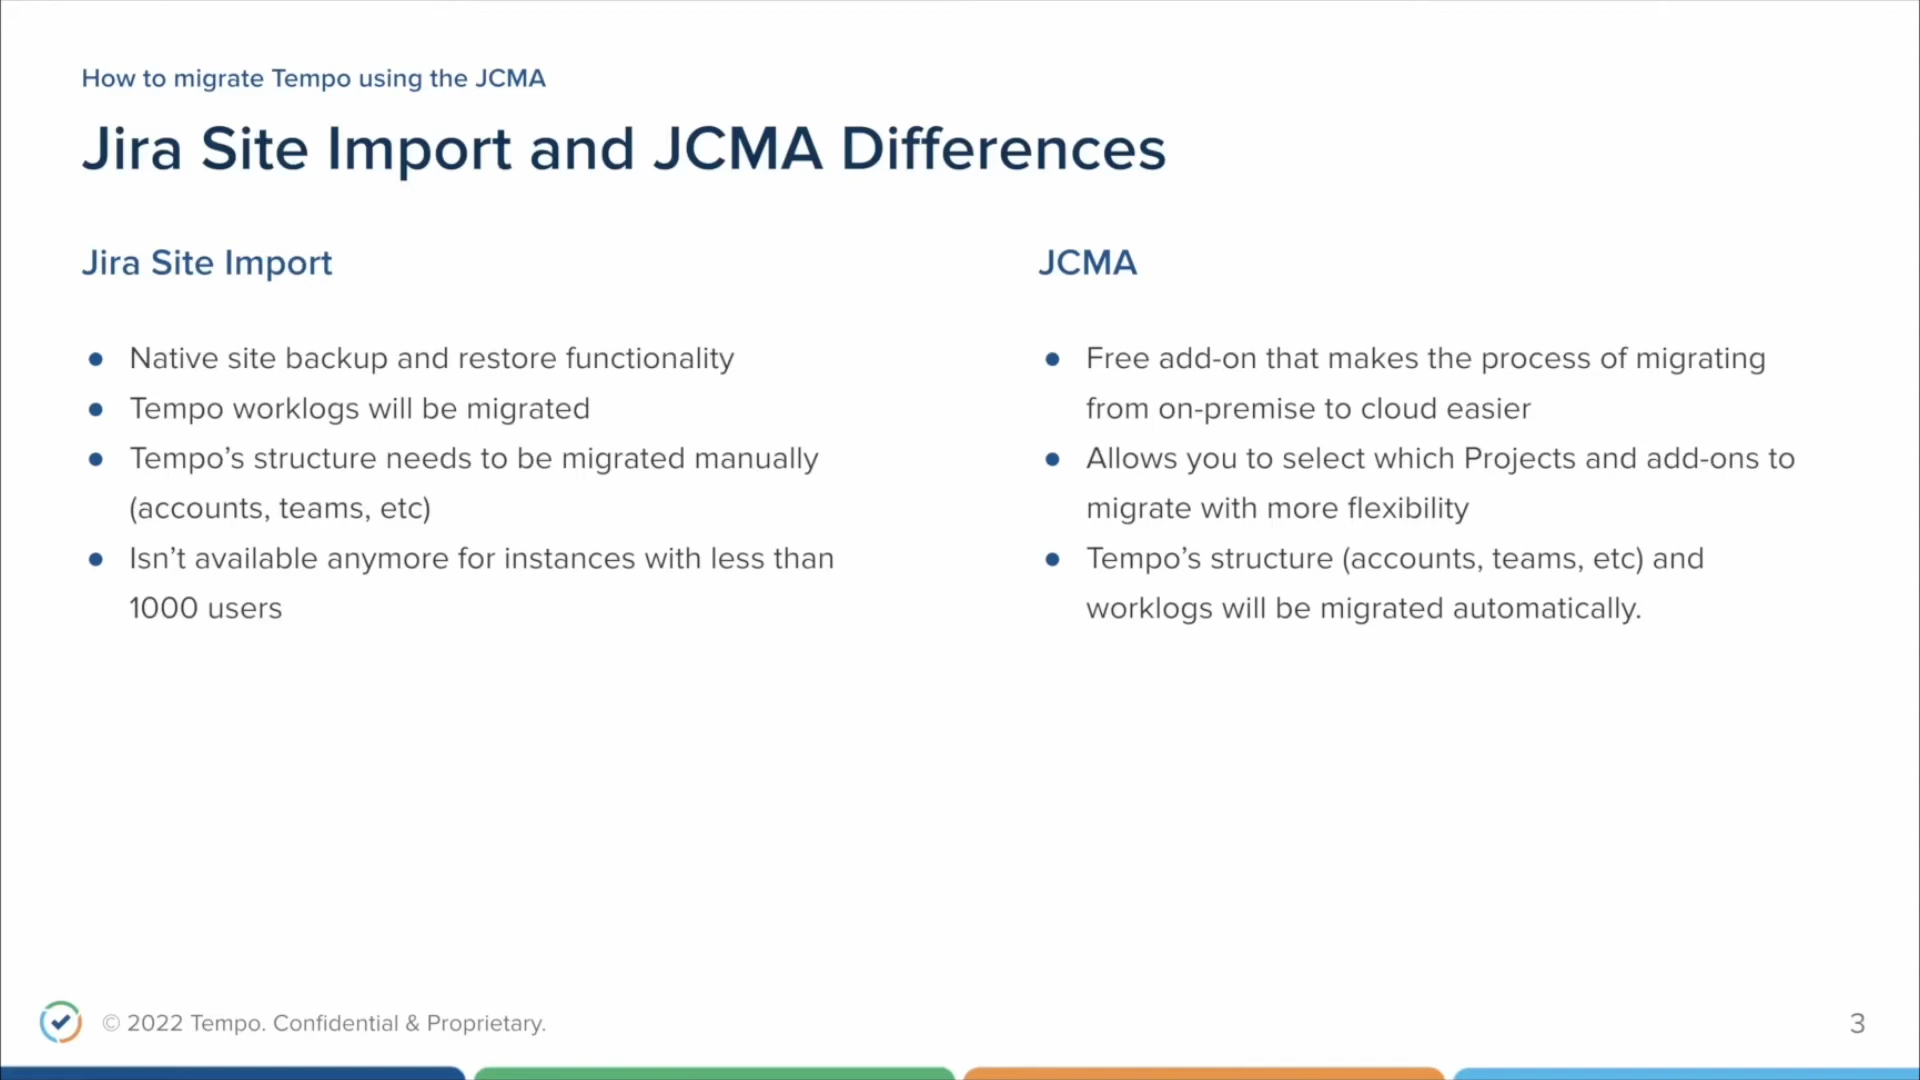 How to migrate Tempo using the JCMA
Jira Site Import and JCMA Differences
Jira Site Import
● Native site backup and restore functionality
● Tempo worklogs will be migrated
● Tempo’s structure needs to be migrated manually
(accounts, teams, etc)
● Isn’t available anymore for instances with less than
1000 users
JCMA
● Free add-on that makes the process of migrating
from on-premise to cloud easier
● Allows you to select which Projects and add-ons to
migrate with more flexibility
● Tempo’s structure (accounts, teams, etc) and
worklogs will be migrated automatically.
© 2022 Tempo. Confidential & Proprietary.
3